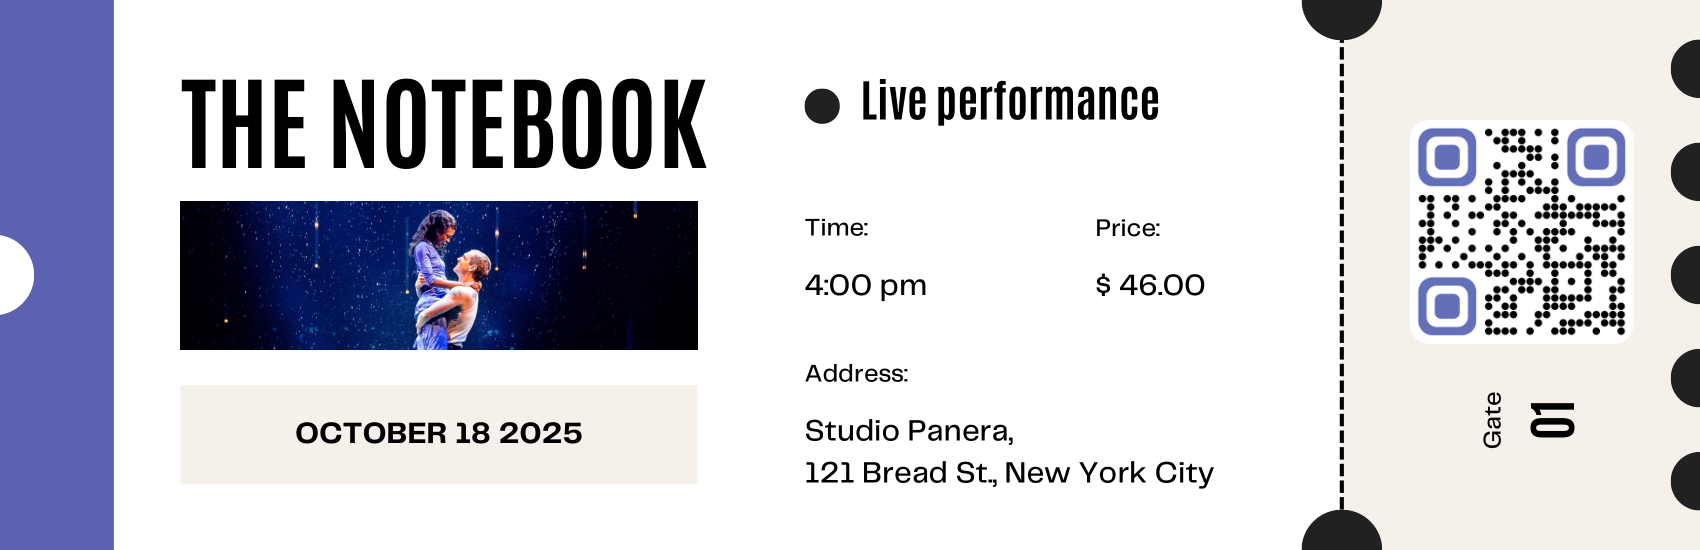 THE NOTEBOOK
OCTOBER 18 2025
Live performance
Time:
4:00 pm
Price:
$ 46.00
Address:
Studio Panera,
121 Bread St., New York City
Gate
01